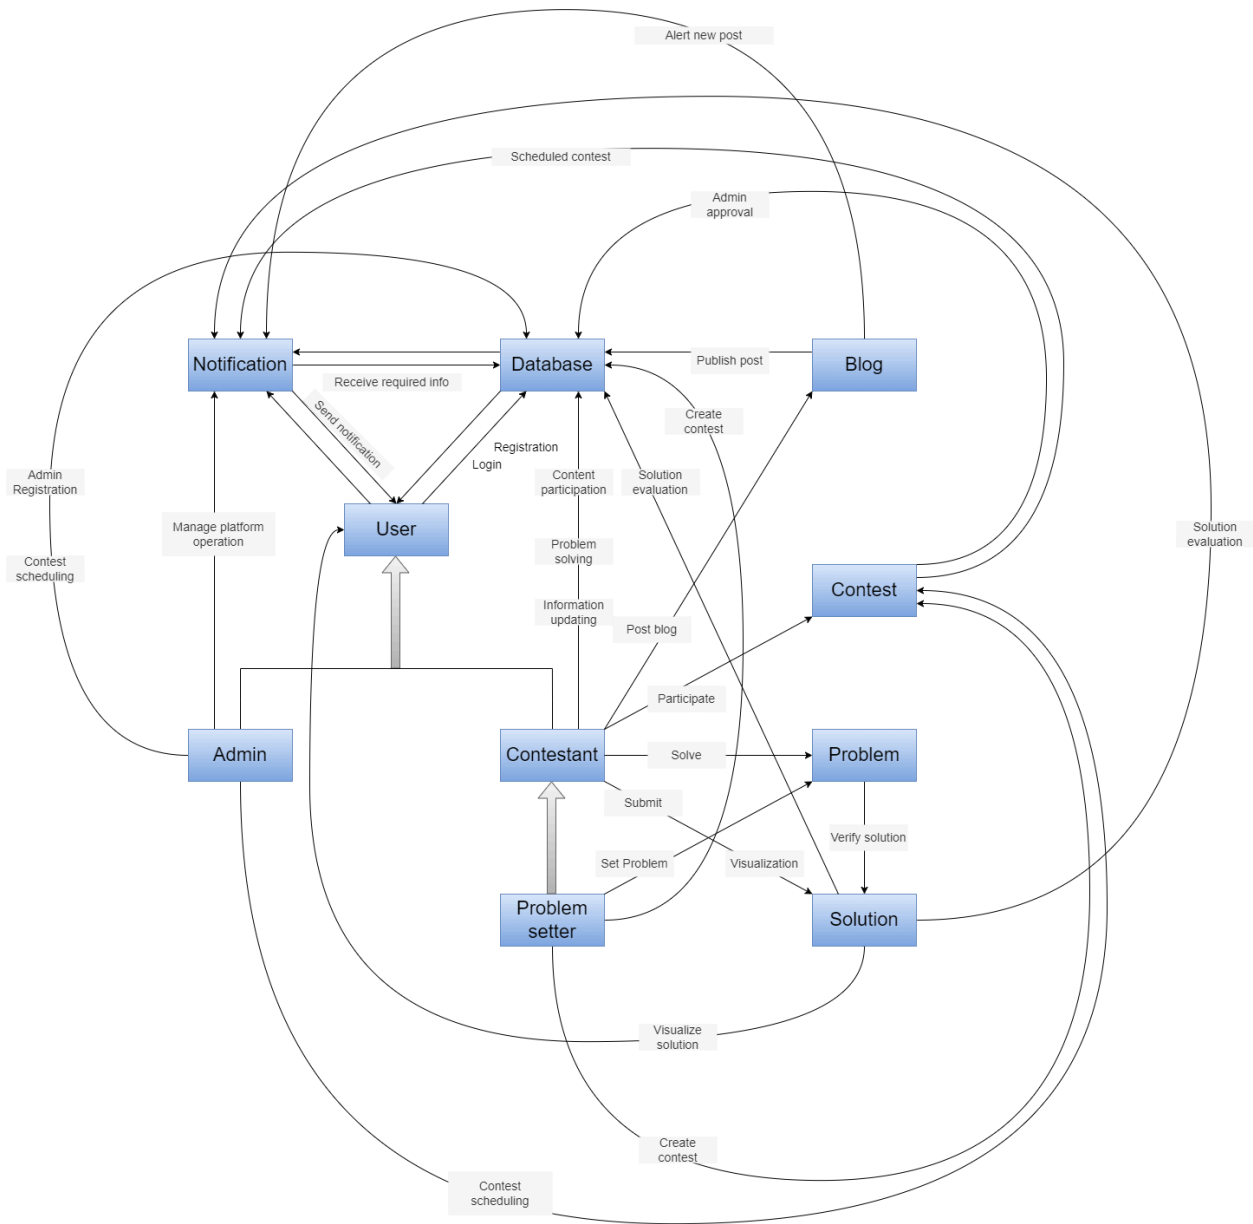 Alert new post
Scheduled contest
Admin
approval
Notification
Database
Blog
Publish post
Receive required info
Send notification
Create
contest
Registration
Login
Admin
Registration
Content
participation
Solution
evaluation
User
Manage platform
operation
Solution
evaluation
Problem
solving
Contest
scheduling
Contest
Information
updating
Post blog
Participate
Admin
Contestant
Solve
Problem
Submit
Verify solution
Set Problem
Visualization
Problem
setter
Solution
Visualize
solution
Create
contest
Contest
scheduling